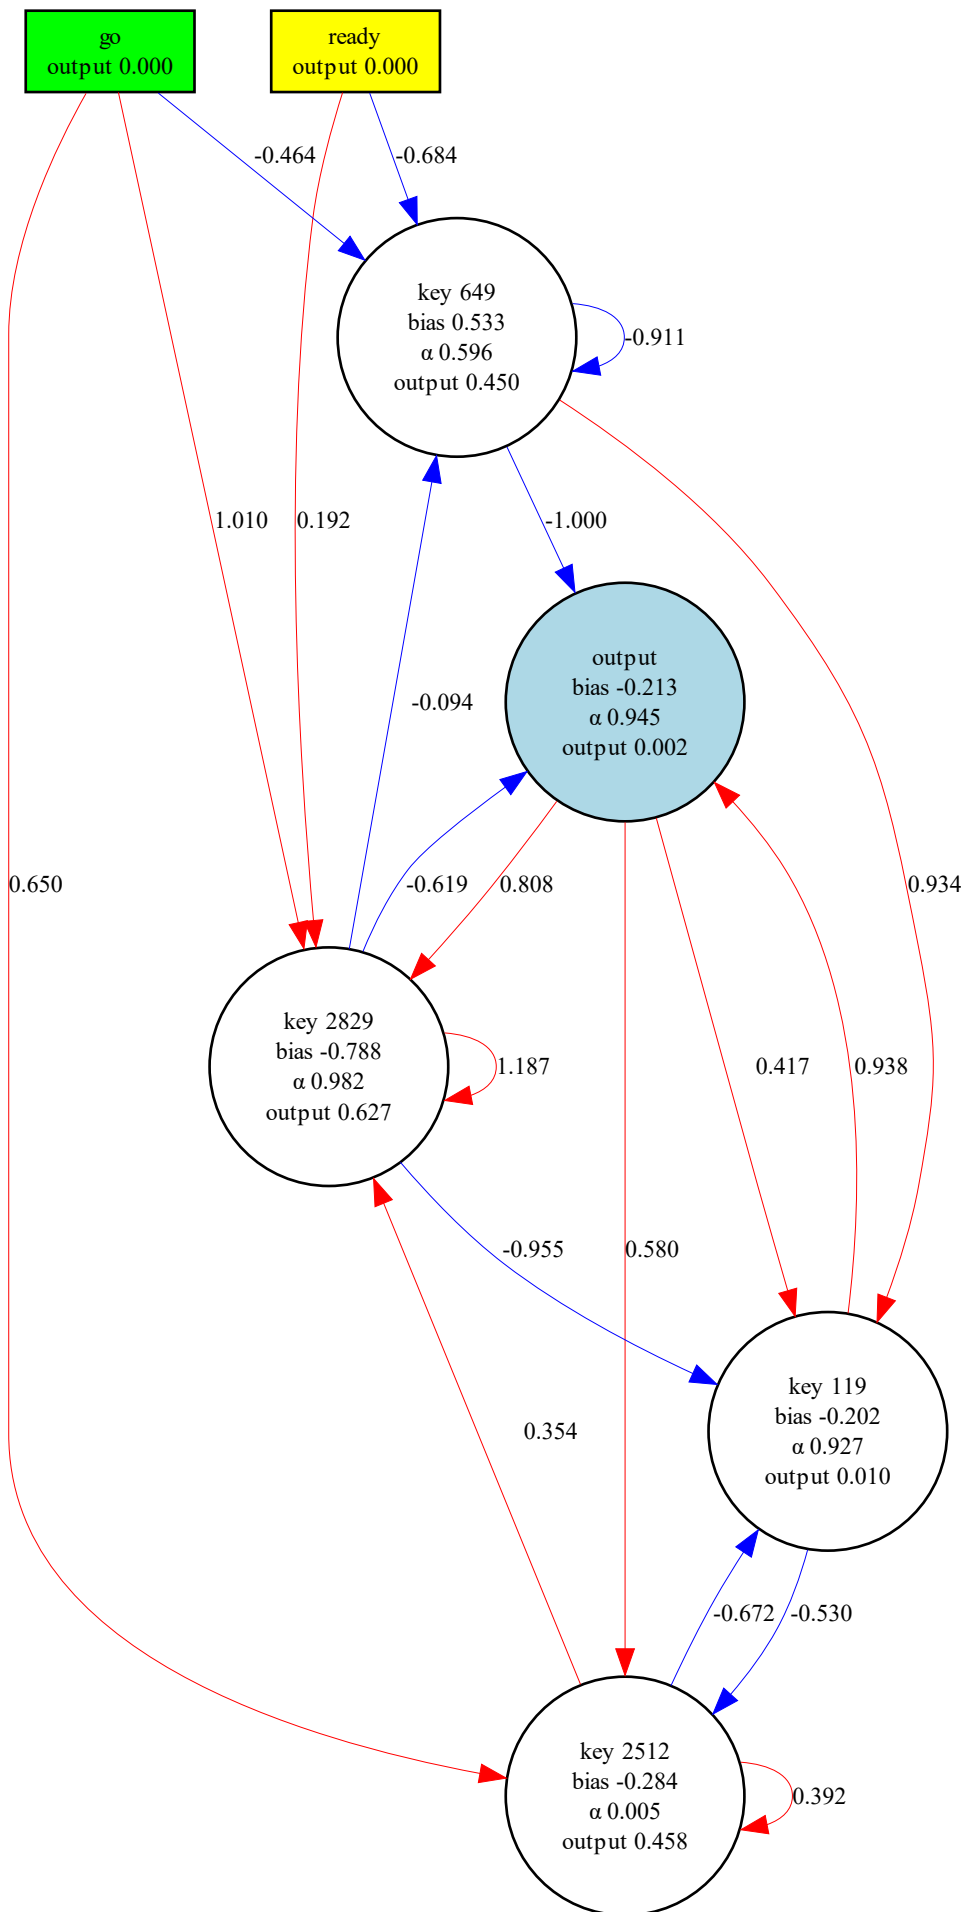 go
output 0.000
ready
output 0.000
-0.464
-0.684
key 649
bias 0.533
α 0.596
output 0.450
-0.911
1.010
0.192
-1.000
output
bias -0.213
α 0.945
output 0.002
-0.094
0.650
-0.619
0.808
0.934
key 2829
bias -0.788
α 0.982
output 0.627
1.187
0.417
0.938
-0.955
0.580
key 119
bias -0.202
α 0.927
output 0.010
0.354
-0.672
-0.530
key 2512
bias -0.284
α 0.005
output 0.458
0.392